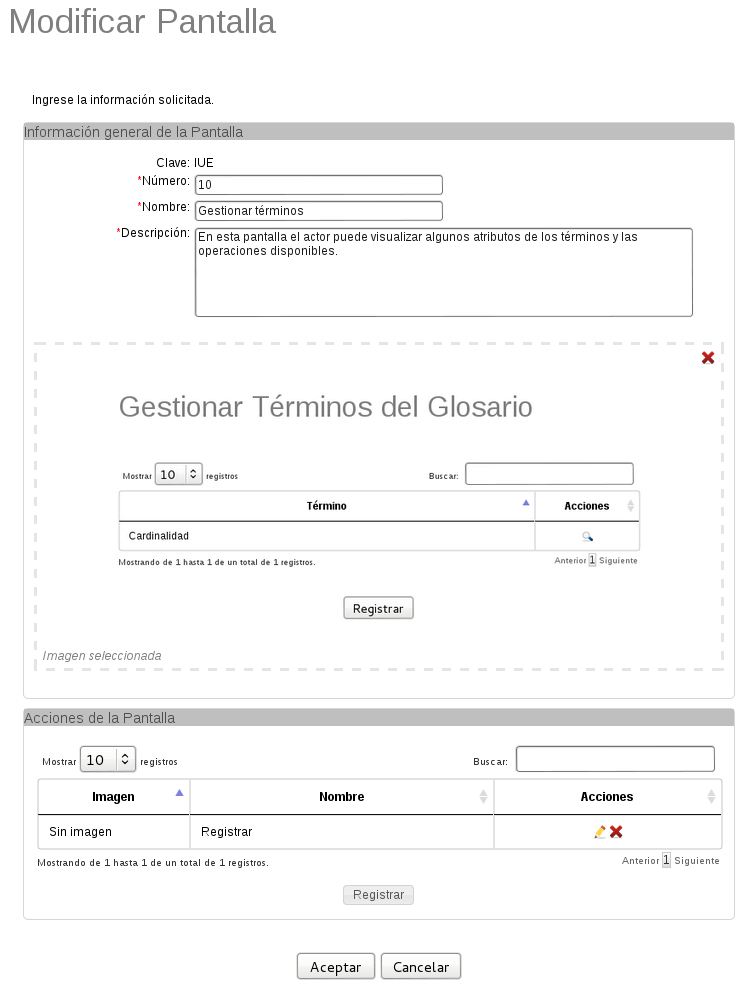 Modificar Pantalla
Ingrese la información solicitada.
Información general de la Pantalla
Clave: IUE
*Número: 10
*Nombre: Gestionar términos
*Descripción: En esta pantalla el actor puede visualizar algunos atributos de los términos y las
operaciones disponibles.
Gestionar Términos del Glosario
Mostrar 10 registros Buscar:
Término Acciones
Cardinalidad
Mostrando de 1 hasta 1 de un total de 1 registros. Anterior 1 Siguiente
Registrar
Imagen seleccionada
Acciones de la Pantalla
Mostrar 10 registros Buscar:
Imagen Nombre Acciones
Sin imagen Registrar
Mostrando de 1 hasta 1 de un total de 1 registros. Anterior 1 Siguiente
Registrar
Aceptar Cancelar